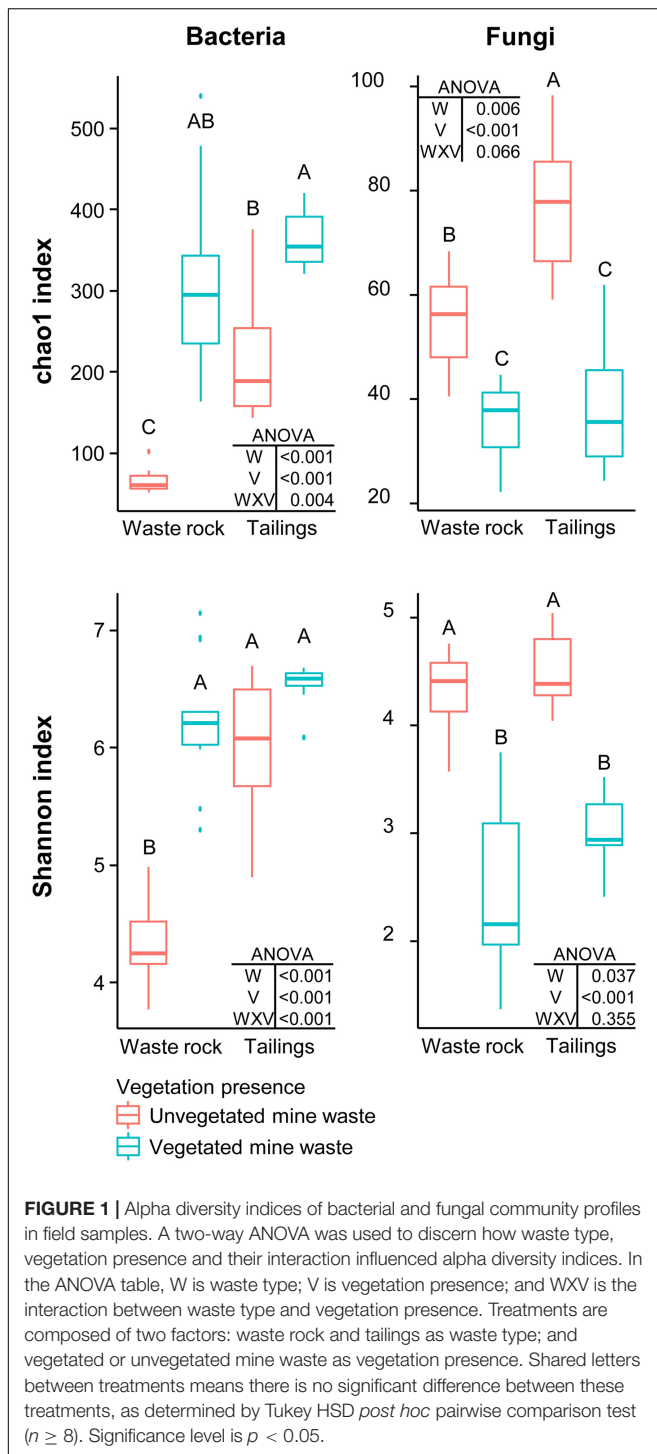 Bacteria
Fungi
chao1 index
500
400
300
200
100
C
AB
B
A
ANOVA
W <0.001
V <0.001
WXV 0.004
Waste rock Tailings
100
80
60
40
20
ANOVA
W 0.006
V <0.001
WXV 0.066
B
C
A
C
Waste rock Tailings
Shannon index
7
6
5
4
B
A
A
A
ANOVA
W <0.001
V <0.001
WXV <0.001
Waste rock Tailings
5
4
3
2
A
B
A
B
ANOVA
W 0.037
V <0.001
WXV 0.355
Waste rock Tailings
Vegetation presence
Unvegetated mine waste
Vegetated mine waste
FIGURE 1 | Alpha diversity indices of bacterial and fungal community profiles
in field samples. A two-way ANOVA was used to discern how waste type,
vegetation presence and their interaction influenced alpha diversity indices. In
the ANOVA table, W is waste type; V is vegetation presence; and WXV is the
interaction between waste type and vegetation presence. Treatments are
composed of two factors: waste rock and tailings as waste type; and
vegetated or unvegetated mine waste as vegetation presence. Shared letters
between treatments means there is no significant difference between these
treatments, as determined by Tukey HSD post hoc pairwise comparison test
(n ≥ 8). Significance level is p < 0.05.